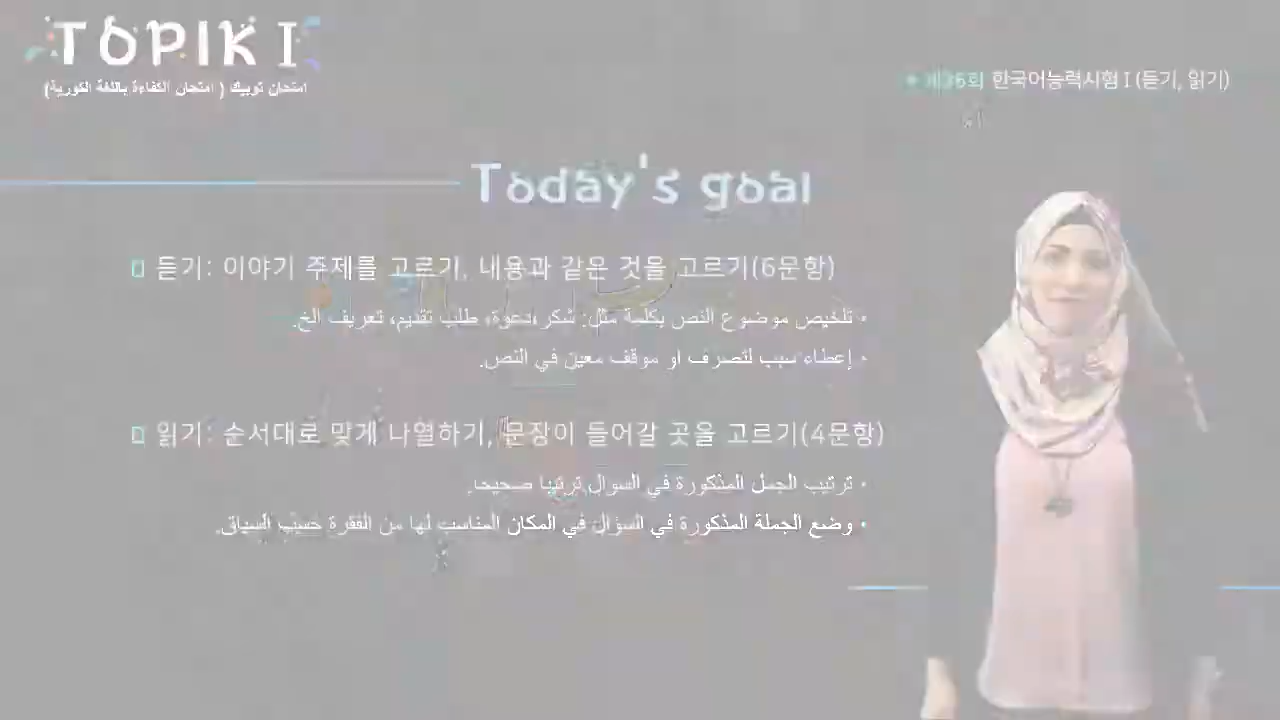 TOPIK I
امتحان توبيك ( امتحان الكفاءة باللغة الكورية)
제36회 한국어능력시험 I (듣기, 읽기)
Today's goal
듣기: 이야기 주제를 고르기, 내용과 같은 것을 고르기(6문항)
• تلخيص موضوع النص بكلمة مثل: شكر،دعوة، طلب تقديم، تعريف الخ.
• إعطاء سبب لتصرف او موقف معين في النص.
읽기: 순서대로 맞게 나열하기, 문장이 들어갈 곳을 고르기(4문항)
• ترتيب الجمل المذكورة في السوال ترتيبا صحيحا.
• وضع الجملة المذكورة في السؤال في المكان المناسب لها من الفقرة حسب السياق.